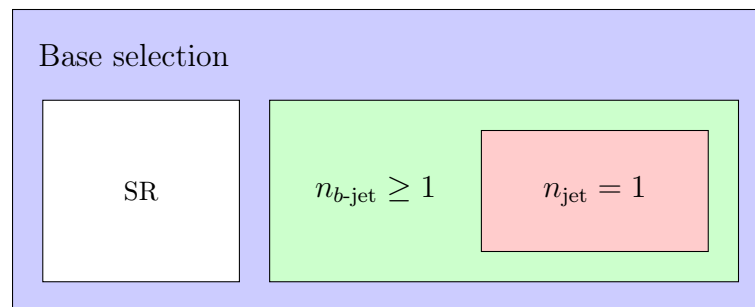 Base selection
SR
n_{b-jet} ≥ 1
n_{jet} = 1